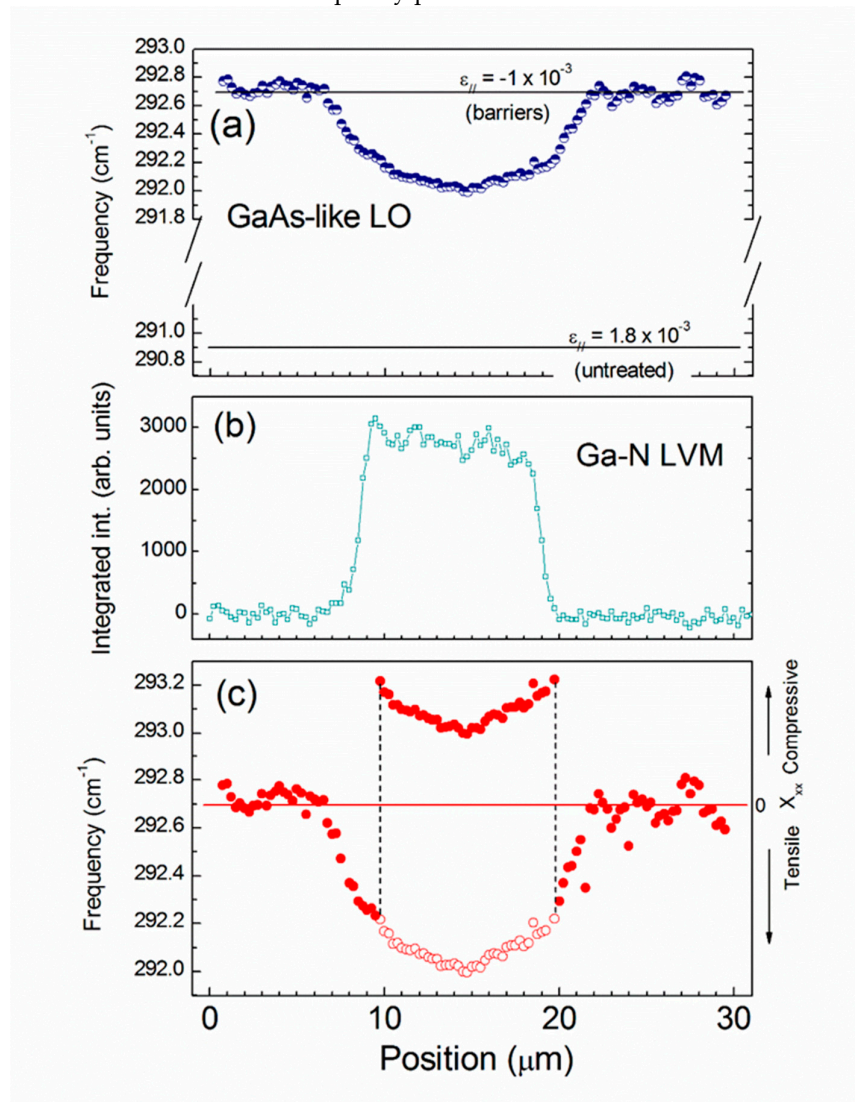 293.0
292.8
292.6
292.4
292.2
292.0
291.8
291.0
290.8
Frequency (cm-1)
(a)
ε// = -1 x 10-3
(barriers)
GaAs-like LO
ε// = 1.8 x 10-3
(untreated)
3000
2000
1000
0
Integrated int. (arb. units)
(b)
Ga-N LVM
293.2
293.0
292.8
292.6
292.4
292.2
292.0
Frequency (cm-1)
(c)
Compressive
0 Xxx
Tensile
0 10 20 30
Position (μm)